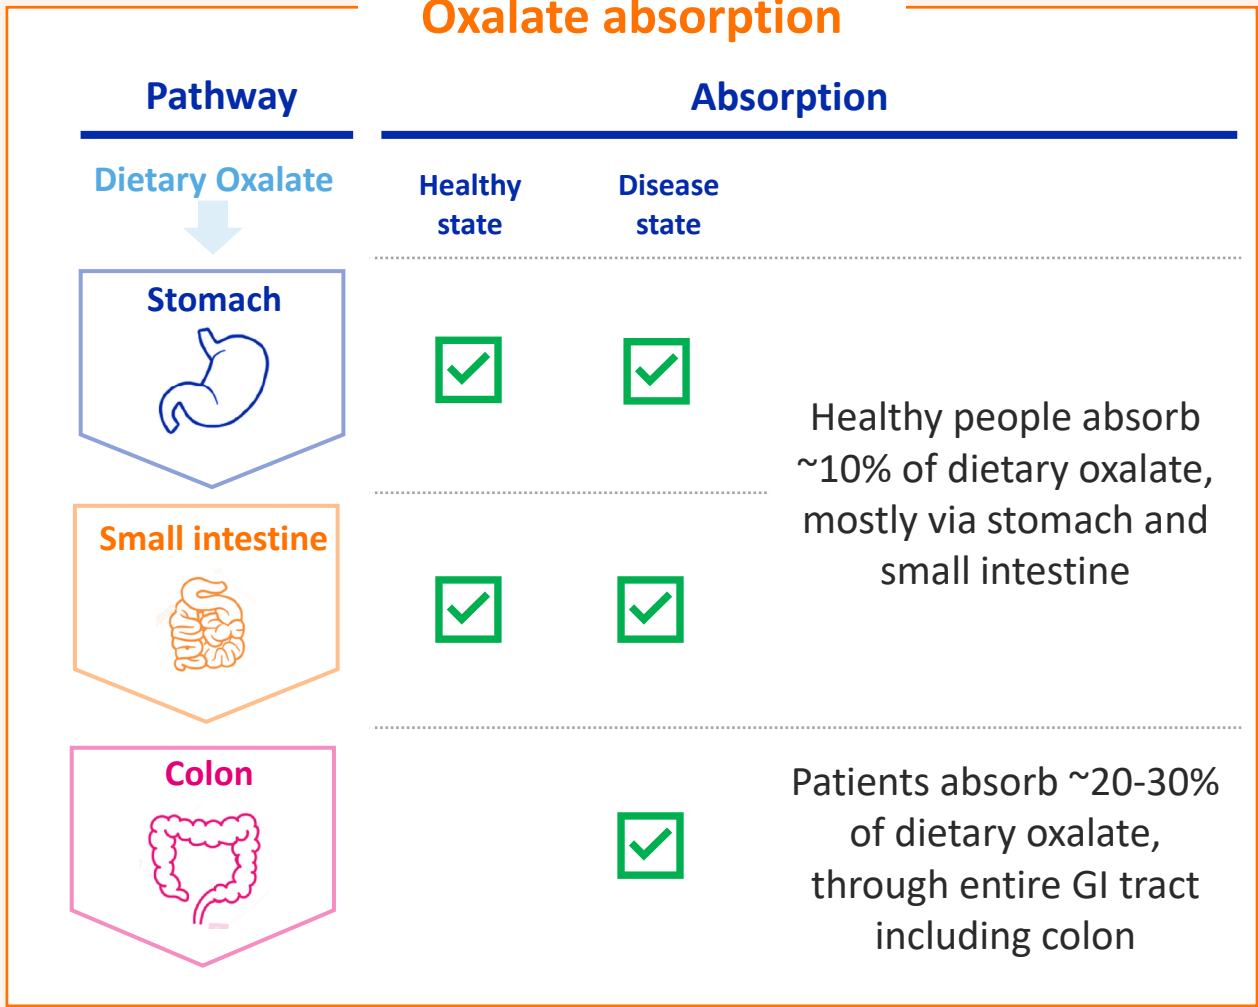 Oxalate absorption
Pathway
Absorption
Dietary Oxalate
Healthy
state
Disease
state
Stomach
Healthy people absorb
~10% of dietary oxalate,
mostly via stomach and
small intestine
Small intestine
Colon
Patients absorb ~20-30%
of dietary oxalate,
through entire GI tract
including colon